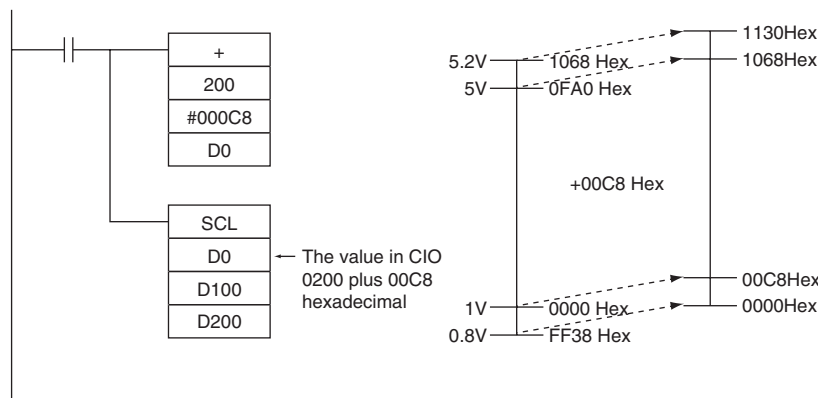 +
200
#000C8
D0
SCL
D0
D100
D200
The value in CIO
0200 plus 00C8
hexadecimal
5.2V
1068 Hex
5V
0FA0 Hex
+00C8 Hex
1V
0000 Hex
0.8V
FF38 Hex
1130Hex
1068Hex
00C8Hex
0000Hex